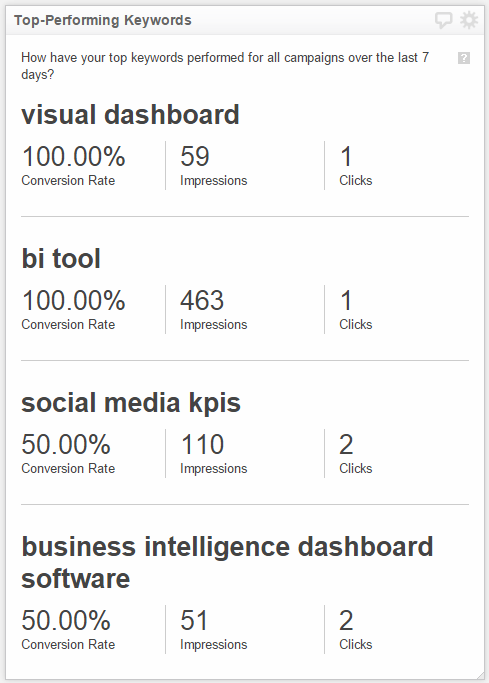 Top-Performing Keywords
How have your top keywords performed for all campaigns over the last 7
days?
?
visual dashboard
100.00% 59 1
Conversion Rate Impressions Clicks
bi tool
100.00% 463 1
Conversion Rate Impressions Clicks
social media kpis
50.00% 110 2
Conversion Rate Impressions Clicks
business intelligence dashboard
software
50.00% 51 2
Conversion Rate Impressions Clicks